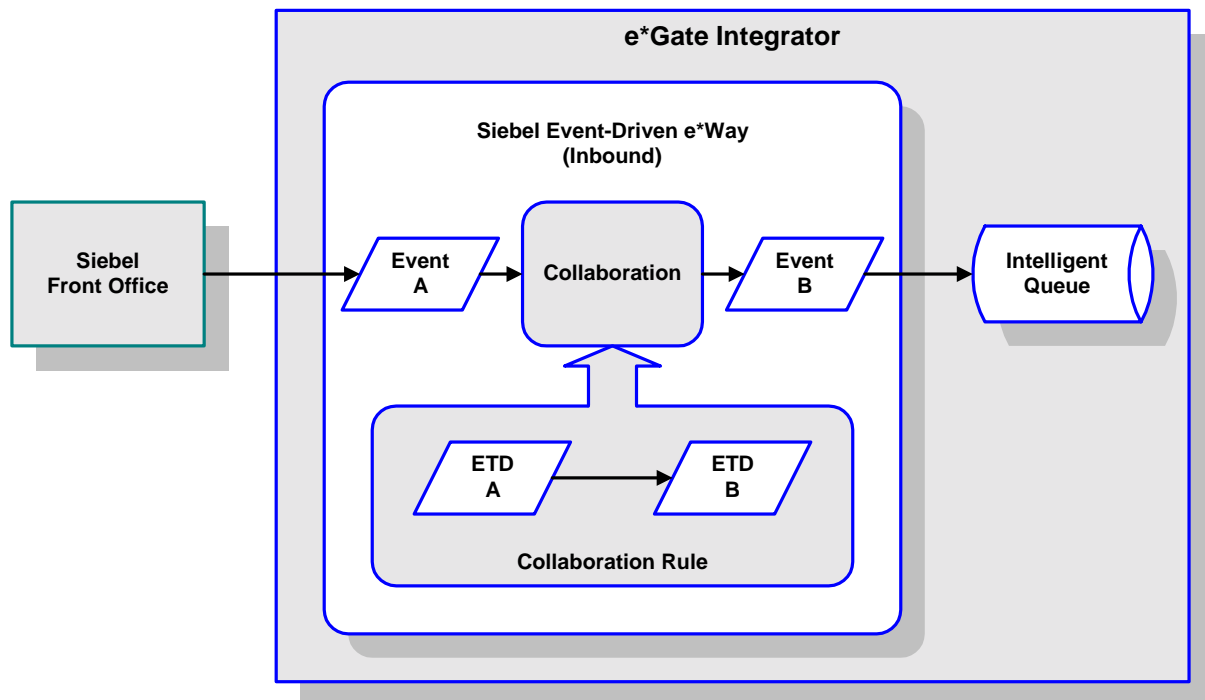 e*Gate Integrator
Siebel Event-Driven e*Way
(Inbound)
Siebel
Front Office
Event
A
Collaboration
Event
B
Intelligent
Queue
ETD
A
ETD
B
Collaboration Rule